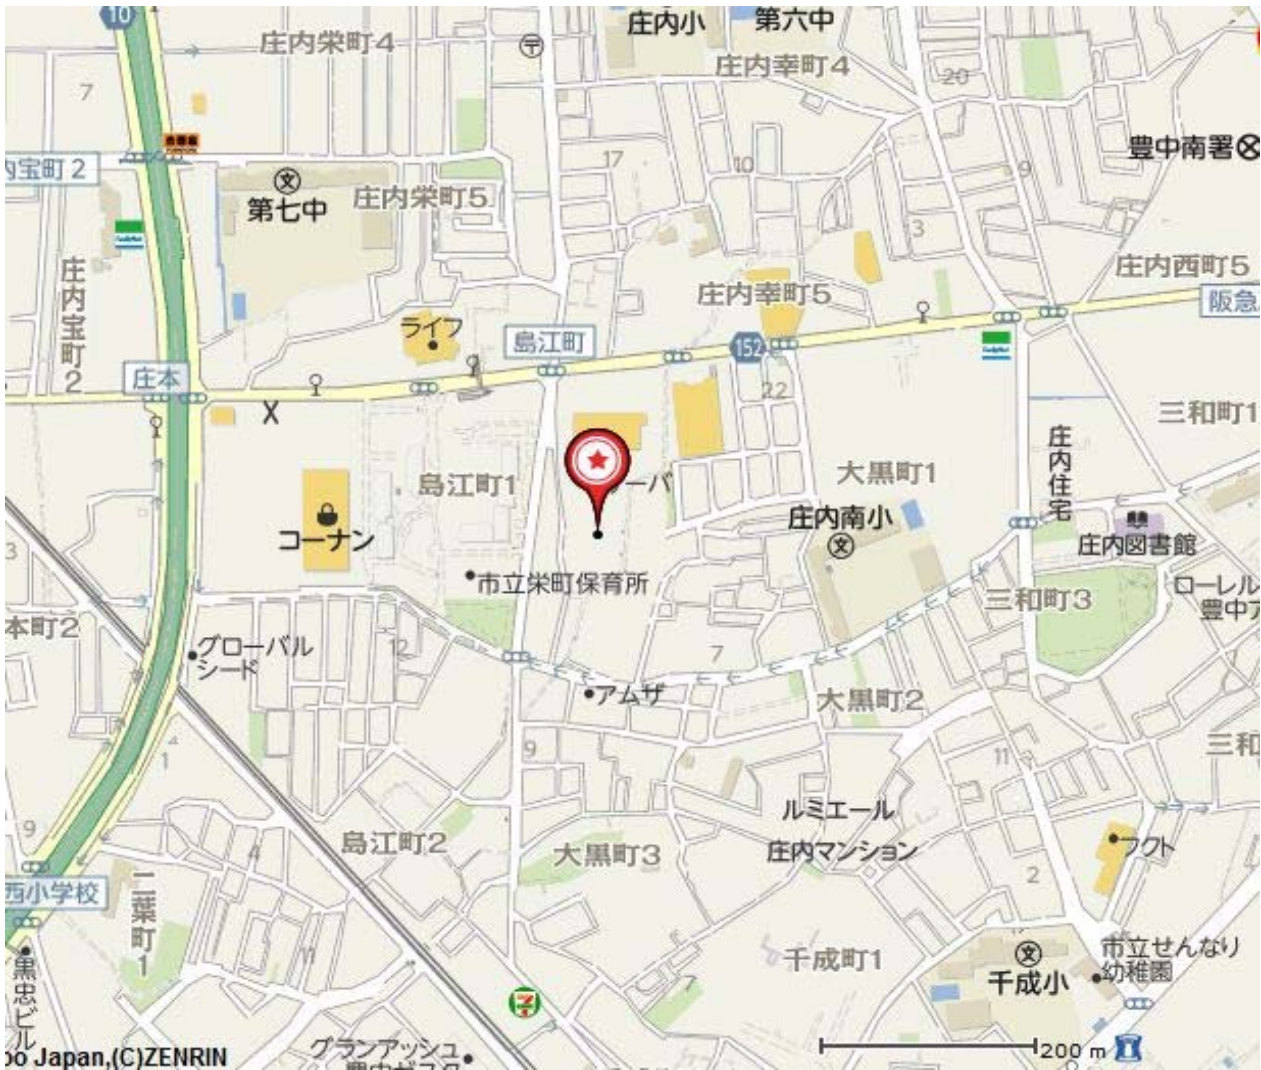 10
庄内栄町4
庄内小
第六中
庄内幸町4
20
7
内宝町2
第七中
庄内栄町5
17
10
19
豊中南署
3
庄内宝町2
庄内西町5
庄内幸町5
阪急
ライフ
島江町
152
庄本
22
三和町1
庄内住宅
島江町1
ーバ
大黒町1
コーナン
庄内南小
庄内図書館
3
市立栄町保育所
三和町3
ローレル
豊中ア
本町2
グローバル
シード
12
7
アムザ
大黒町2
1
9
11
三和
島江町2
大黒町3
ルミエール
庄内マンション
フクト
9
4
2
西小学校
二葉町1
11
千成町1
千成小
市立せんなり
幼稚園
7
黒忠ビル
グランアッシュ
200 m
oo Japan,(C)ZENRIN